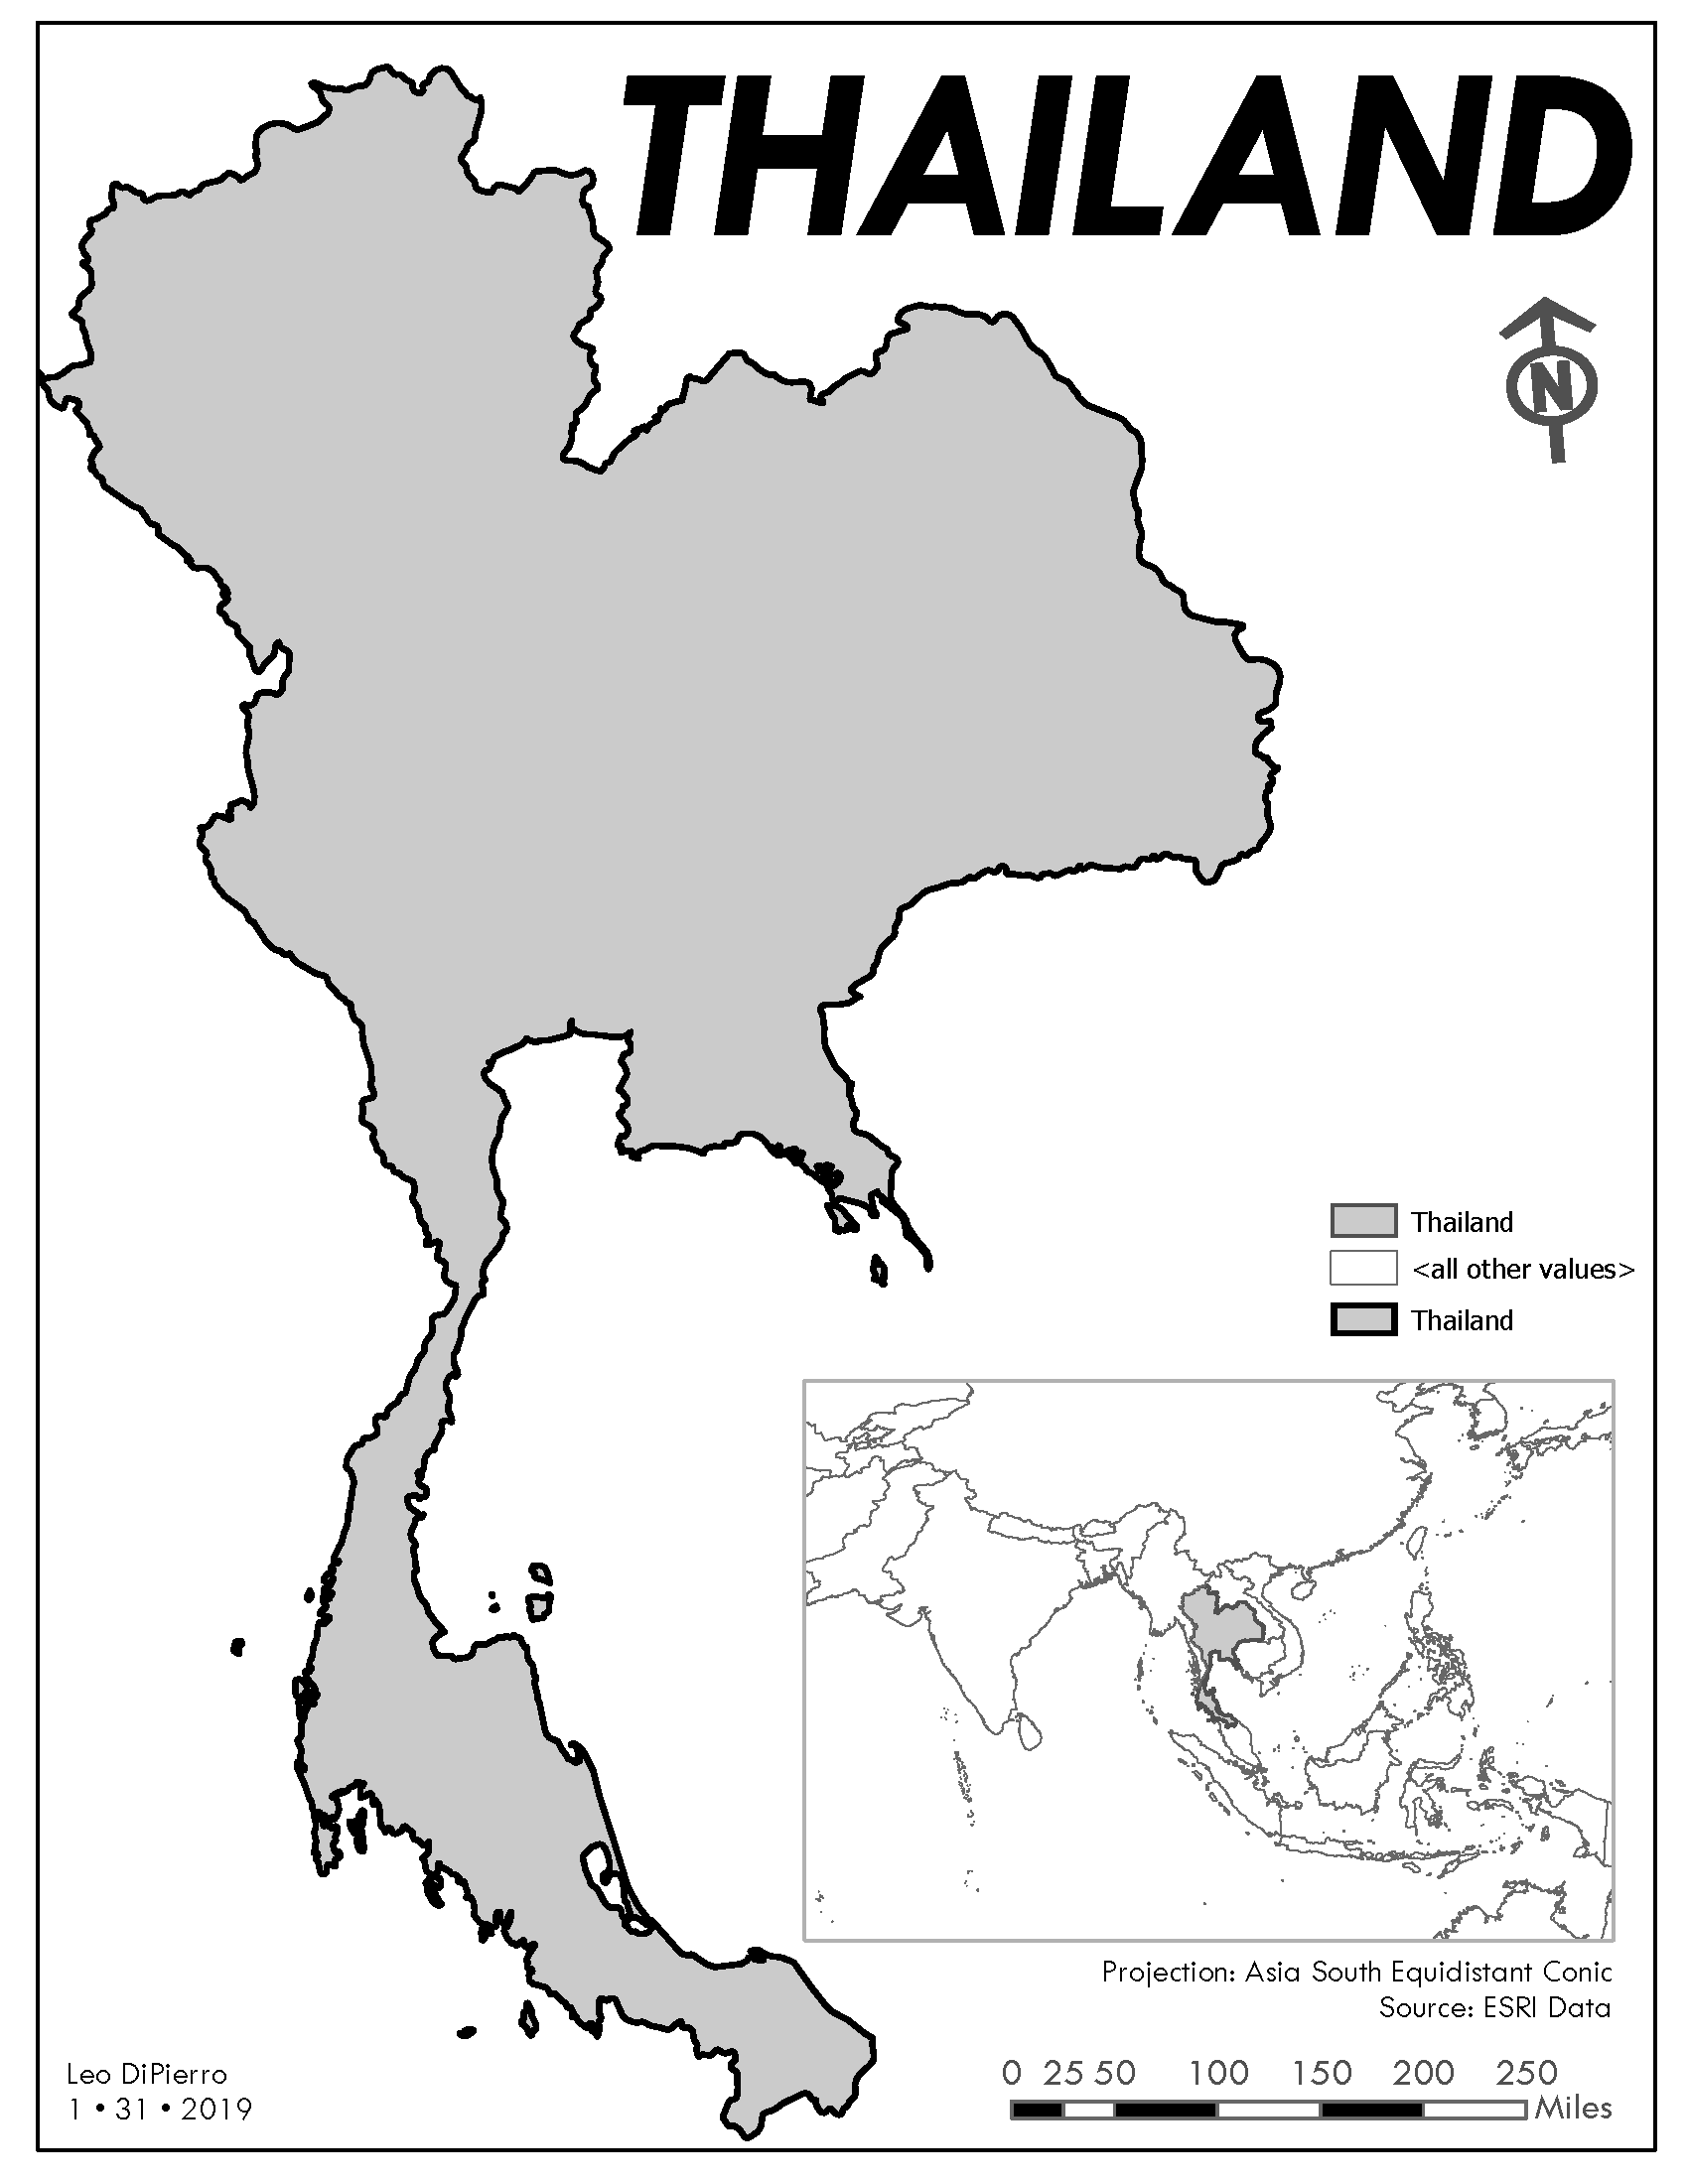 THAILAND
N
Thailand
<all other values>
Thailand
Projection: Asia South Equidistant Conic
Source: ESRI Data
0 25 50 100 150 200 250
Miles
Leo DiPierro
1 • 31 • 2019